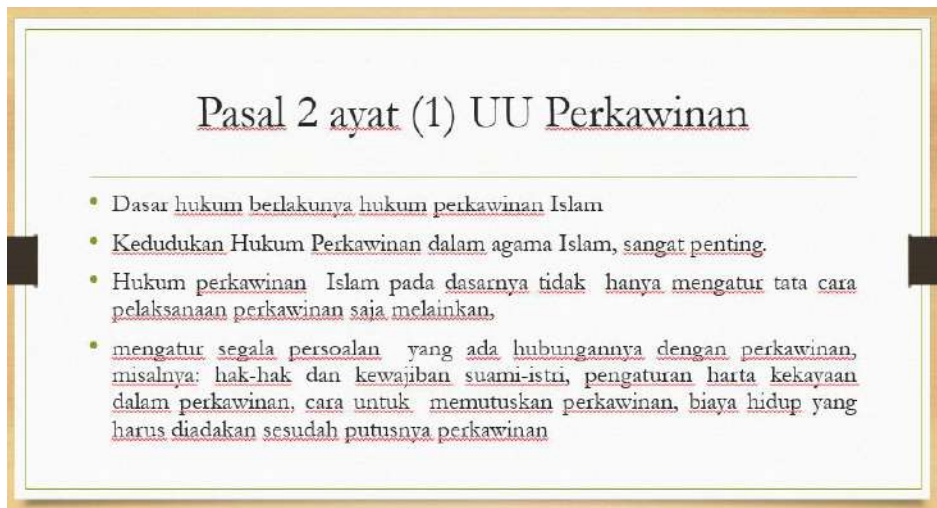 Pasal 2 ayat (1) UU Perkawinan
• Dasar hukum berlakunya hukum perkawinan Islam
• Kedudukan Hukum Perkawinan dalam agama Islam, sangat penting.
• Hukum perkawinan Islam pada dasarnya tidak hanya mengatur tata cara
pelaksanaan perkawinan saja melainkan,
• mengatur segala persoalan yang ada hubungannya dengan perkawinan,
misalnya: hak-hak dan kewajiban suami-istri, pengaturan harta kekayaan
dalam perkawinan, cara untuk memutuskan perkawinan, biaya hidup yang
harus diadakan sesudah putusnya perkawinan